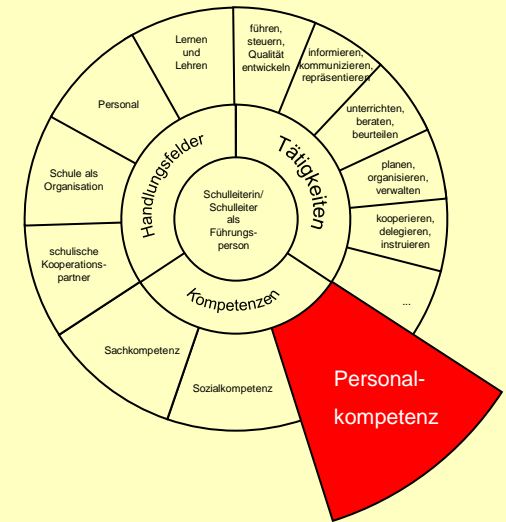 Lernen
und
Lehren
führen,
steuern,
Qualität
entwickeln
informieren,
kommunizieren,
repräsentieren
unterrichten,
beraten,
beurteilen
planen,
organisieren,
verwalten
kooperieren,
delegieren,
instruieren
...
Personal
Schule als
Organisation
schulische
Kooperations-
partner
Handlungsfelder
Tätigkeiten
Kompetenzen
Schulleiterin/
Schulleiter
als
Führungs-
person
Sachkompetenz
Sozialkompetenz
Personal-
kompetenz